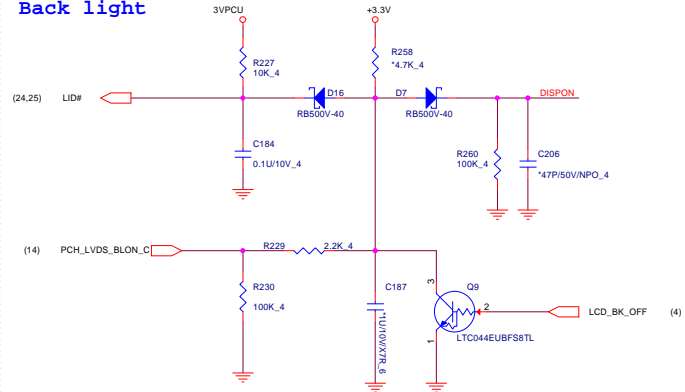 Back light
3VPCU
+3.3V
R227
10K_4
R258
*4.7K_4
(24,25)
LID#
D16
RB500V-40
D7
RB500V-40
DISPON
C184
0.1U/10V_4
R260
100K_4
C206
*47P/50V/NPO_4
(14)
PCH_LVDS_BLON_C
R229
2.2K_4
R230
100K_4
C187
*1U/10V/X7R_6
3
Q9
2
1
LTC044EUBFS8TL
LCD_BK_OFF
(4)